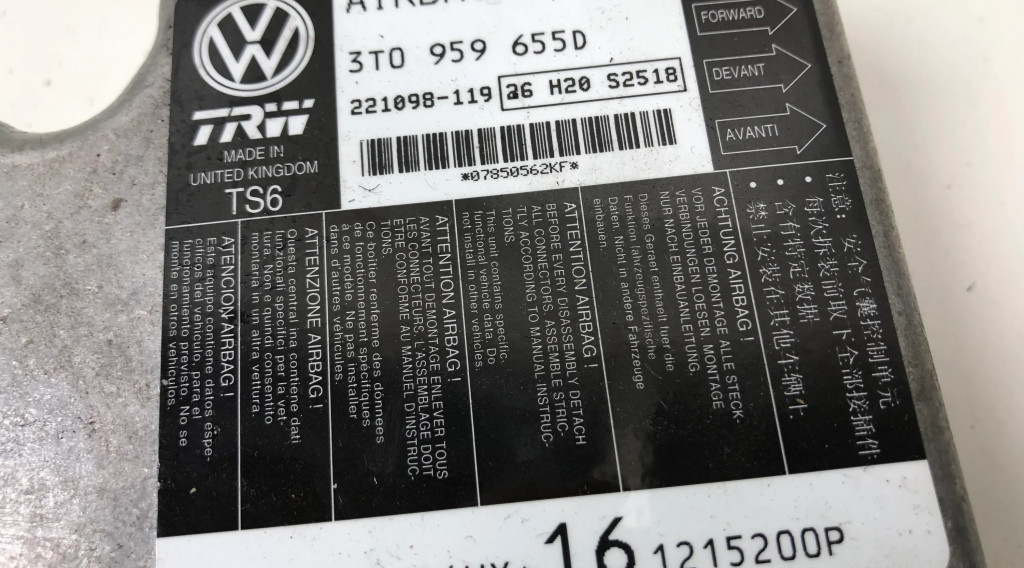 3T0 959 655D
221098-119 26 H20 S2518
*07850562KF*
TRW
MADE IN
UNITED KINGDOM
TS6
FORWARD
DEVANT
AVANTI
注意: 安全气囊控制单元
• 每次拆装前取下全部接插件
• 含有特定数据
• 禁止安装在其他车辆上
ACHTUNG AIRBAG !
VOR JEDER DEMONTAGE ALLE STECK-
VERBINDUNGEN LOESEN. MONTAGE
NUR NACH EINBAUANLEITUNG.
Dieses Geraet enthaelt fuer die
Funktion fahrzeugspezifische
Daten. Nicht in andere Fahrzeuge
einbauen.
ATTENTION AIRBAG !
BEFORE EVERY DISASSEMBLY DETACH
ALL CONNECTORS. ASSEMBLE STRIC-
TLY ACCORDING TO MANUAL INSTRUC-
TIONS.
This unit contains specific
functional vehicle data. Do
not install in other vehicles.
ATTENTION AIRBAG !
AVANT TOUT DEMONTAGE ENLEVER TOUS
LES CONNECTEURS. L'ASSEMBLAGE DOIT
ETRE CONFORME AU MANUEL D'INSTRUC-
TIONS.
Ce boitier renferme des données
de fonctionnement spécifiques
a ce modèle. Ne pas installer
dans d'autres véhicules.
ATTENZIONE AIRBAG !
Questa centralina contiene dati
funzionali specifici per la vet-
tura. Non se quindi consentito
montarla in un'altra vettura.
ATENCION AIRBAG !
Este equipo contiene datos espe-
cificos de vehículo para el
funcionamiento previsto. No se
monte en otros vehículos.
16 1215200P